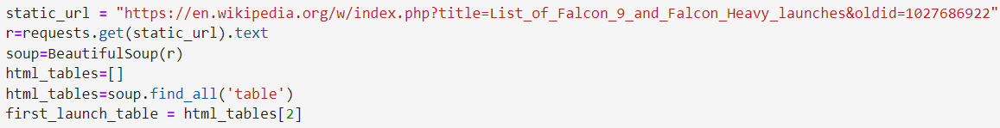 static_url = "https://en.wikipedia.org/w/index.php?title=List_of_Falcon_9_and_Falcon_Heavy_launches&oldid=1027686922"
r=requests.get(static_url).text
soup=BeautifulSoup(r)
html_tables=[]
html_tables=soup.find_all('table')
first_launch_table = html_tables[2]